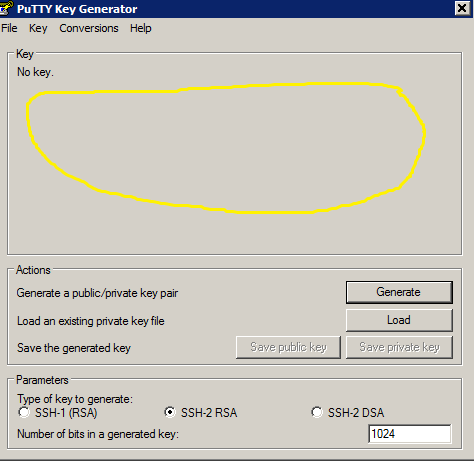 PuTTY Key Generator
File Key Conversions Help
Key
No key.
Actions
Generate a public/private key pair Generate
Load an existing private key file Load
Save the generated key Save public key Save private key
Parameters
Type of key to generate:
SSH-1 (RSA) SSH-2 RSA SSH-2 DSA
Number of bits in a generated key: 1024